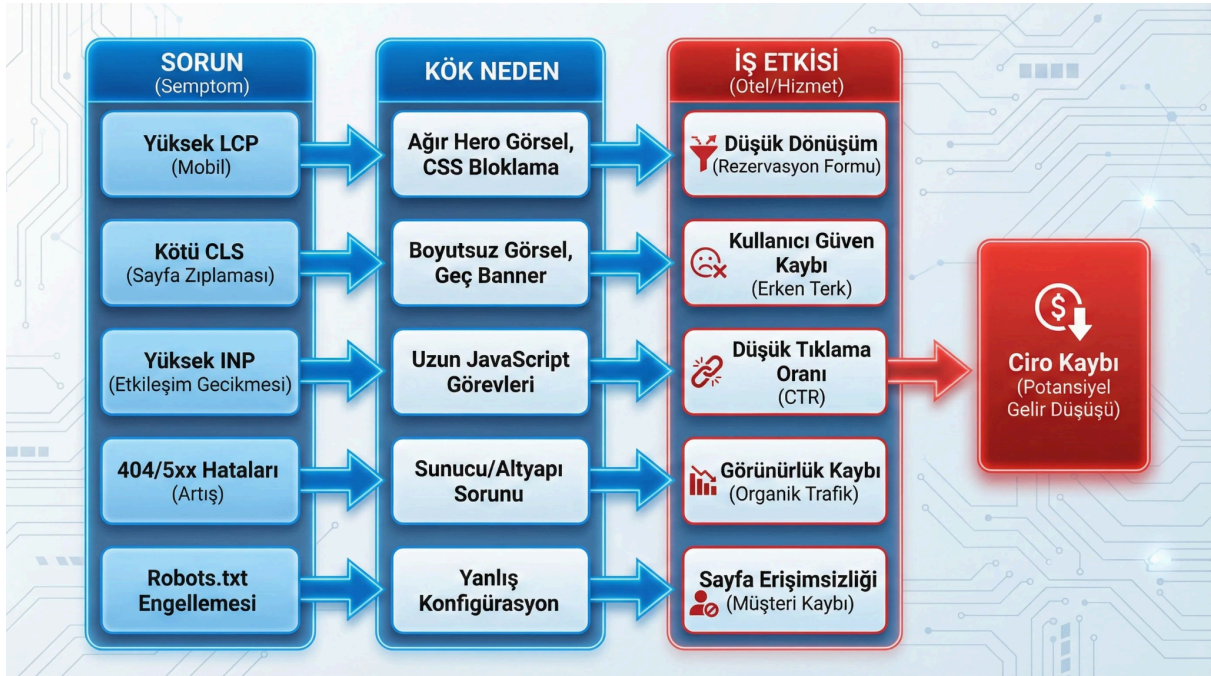 SORUN
(Semptom)
KÖK NEDEN
İŞ ETKİSİ
(Otel/Hizmet)
Yüksek LCP
(Mobil)
Ağır Hero Görsel,
CSS Bloklama
Düşük Dönüşüm
(Rezervasyon Formu)
Kötü CLS
(Sayfa Zıplaması)
Boyutsuz Görsel,
Geç Banner
Kullanıcı Güven
Kaybı
(Erken Terk)
Yüksek INP
(Etkileşim Gecikmesi)
Uzun JavaScript
Görevleri
Düşük Tıklama
Oranı
(CTR)
404/5xx Hataları
(Artış)
Sunucu/Altyapı
Sorunu
Görünürlük Kaybı
(Organik Trafik)
Robots.txt
Engellemesi
Yanlış
Konfigürasyon
Sayfa Erişimsizliği
(Müşteri Kaybı)
$
Ciro Kaybı
(Potansiyel
Gelir Düşüşü)